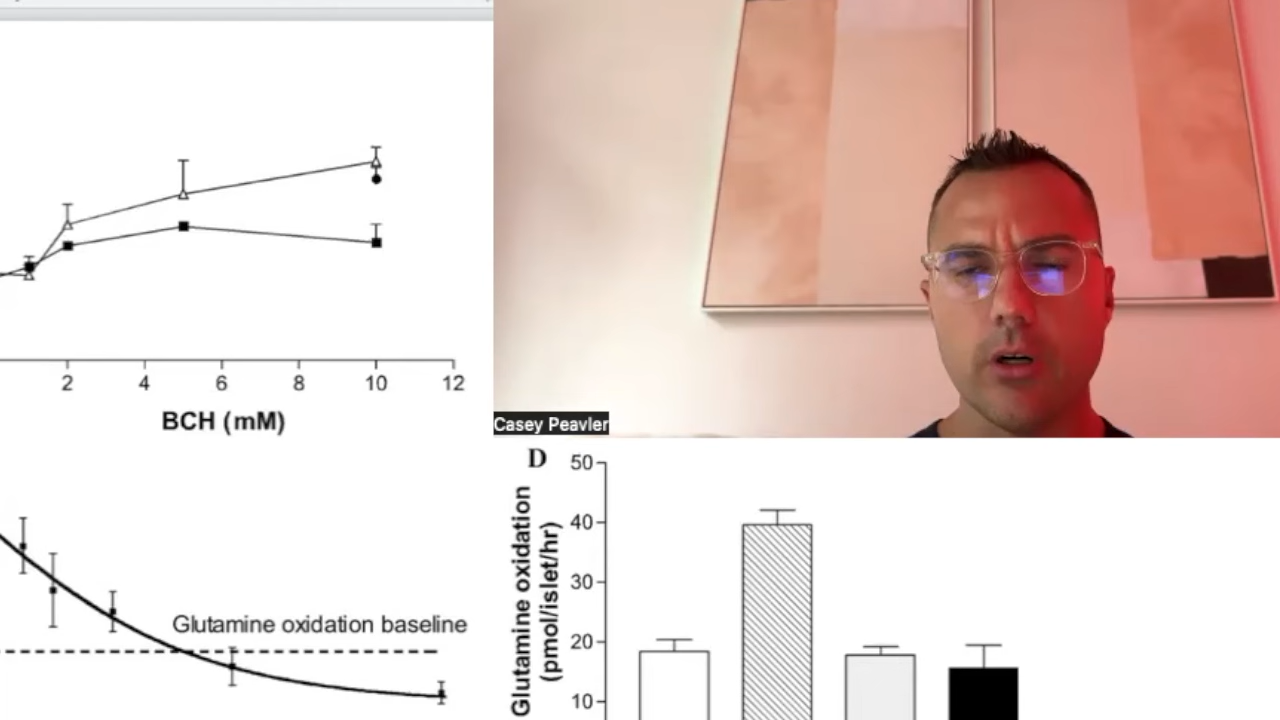 2 4 6 8 10 12
BCH (mM)
Casey Peavler
Glutamine oxidation baseline
D
Glutamine oxidation
(pmol/islet/hr)
50
40
30
20
10